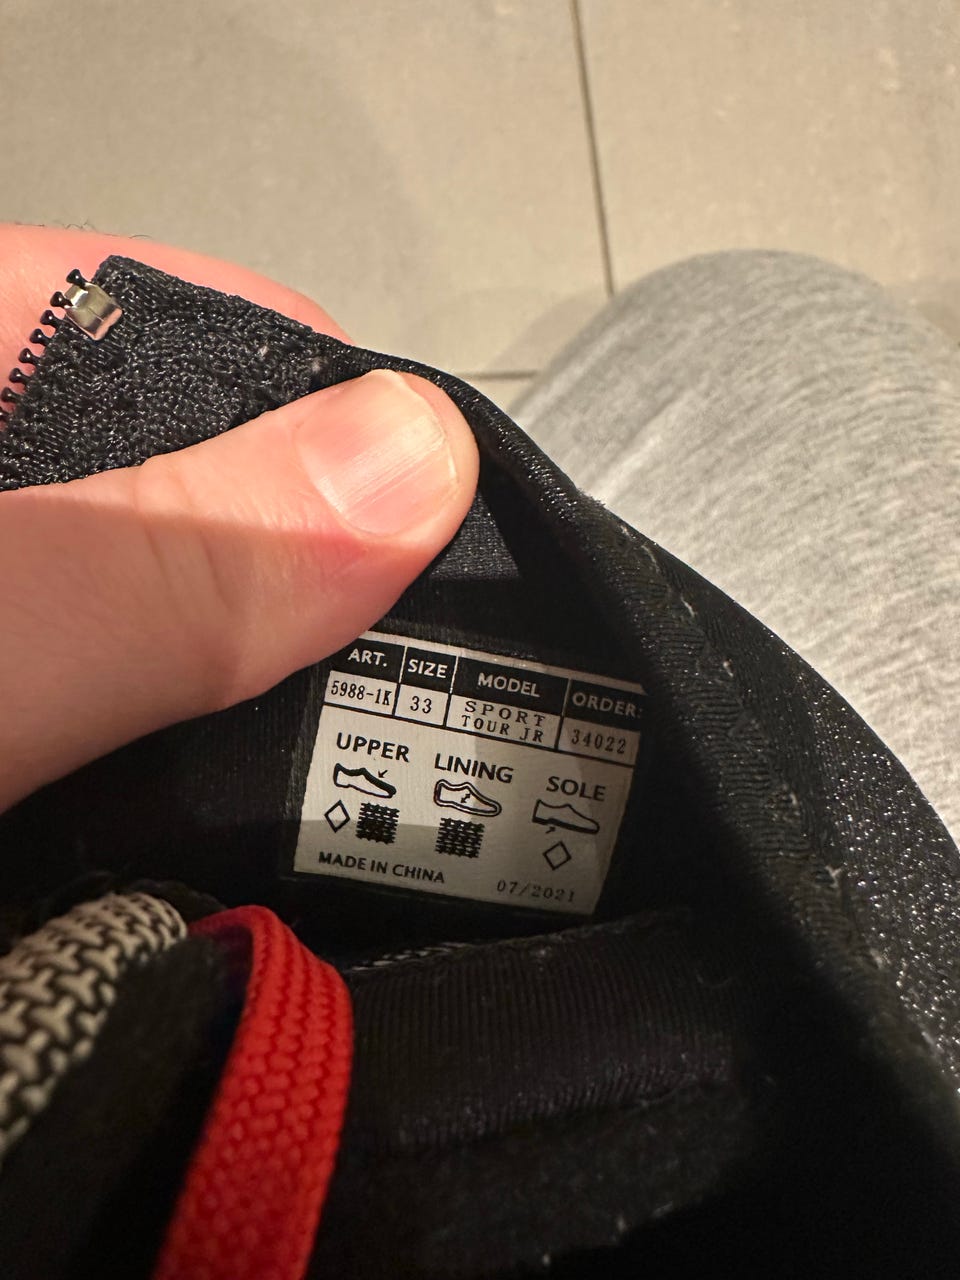 ART. SIZE MODEL ORDER:
5988-1K 33 SPORT TOUR JR 34022
UPPER LINING SOLE
MADE IN CHINA 07/2021